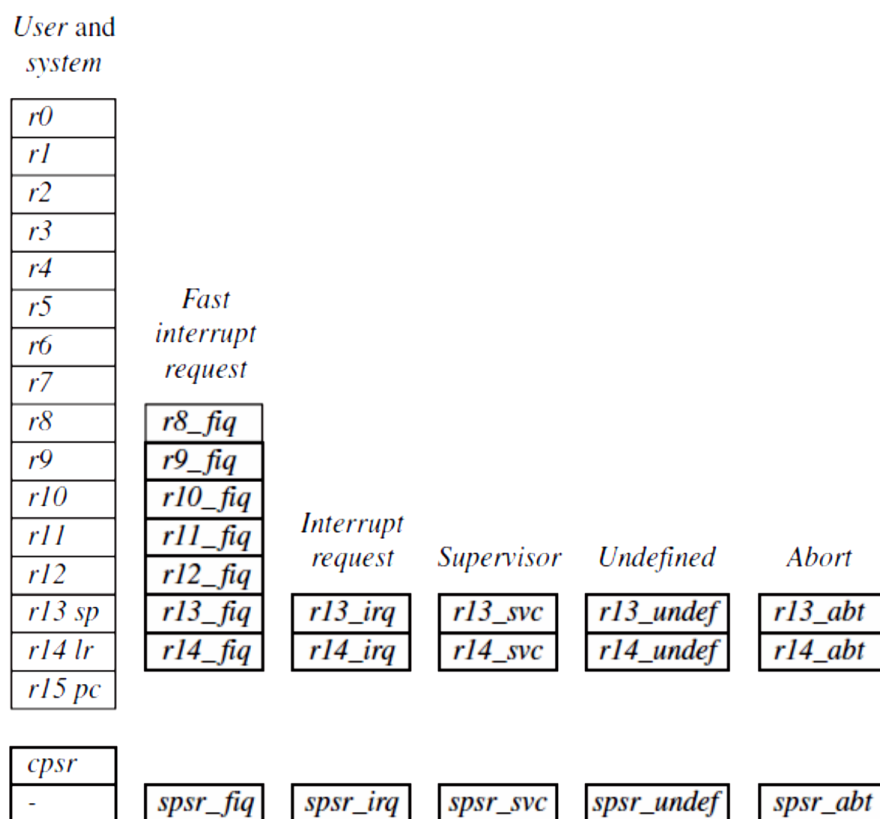 User and
system
r0
r1
r2
r3
r4
r5
r6
r7
r8
r9
r10
r11
r12
r13 sp
r14 lr
r15 pc
cpsr
-
Fast
interrupt
request
r8_fiq
r9_fiq
r10_fiq
r11_fiq
r12_fiq
r13_fiq
r14_fiq
spsr_fiq
Interrupt
request
r13_irq
r14_irq
spsr_irq
Supervisor
r13_svc
r14_svc
spsr_svc
Undefined
r13_undef
r14_undef
spsr_undef
Abort
r13_abt
r14_abt
spsr_abt